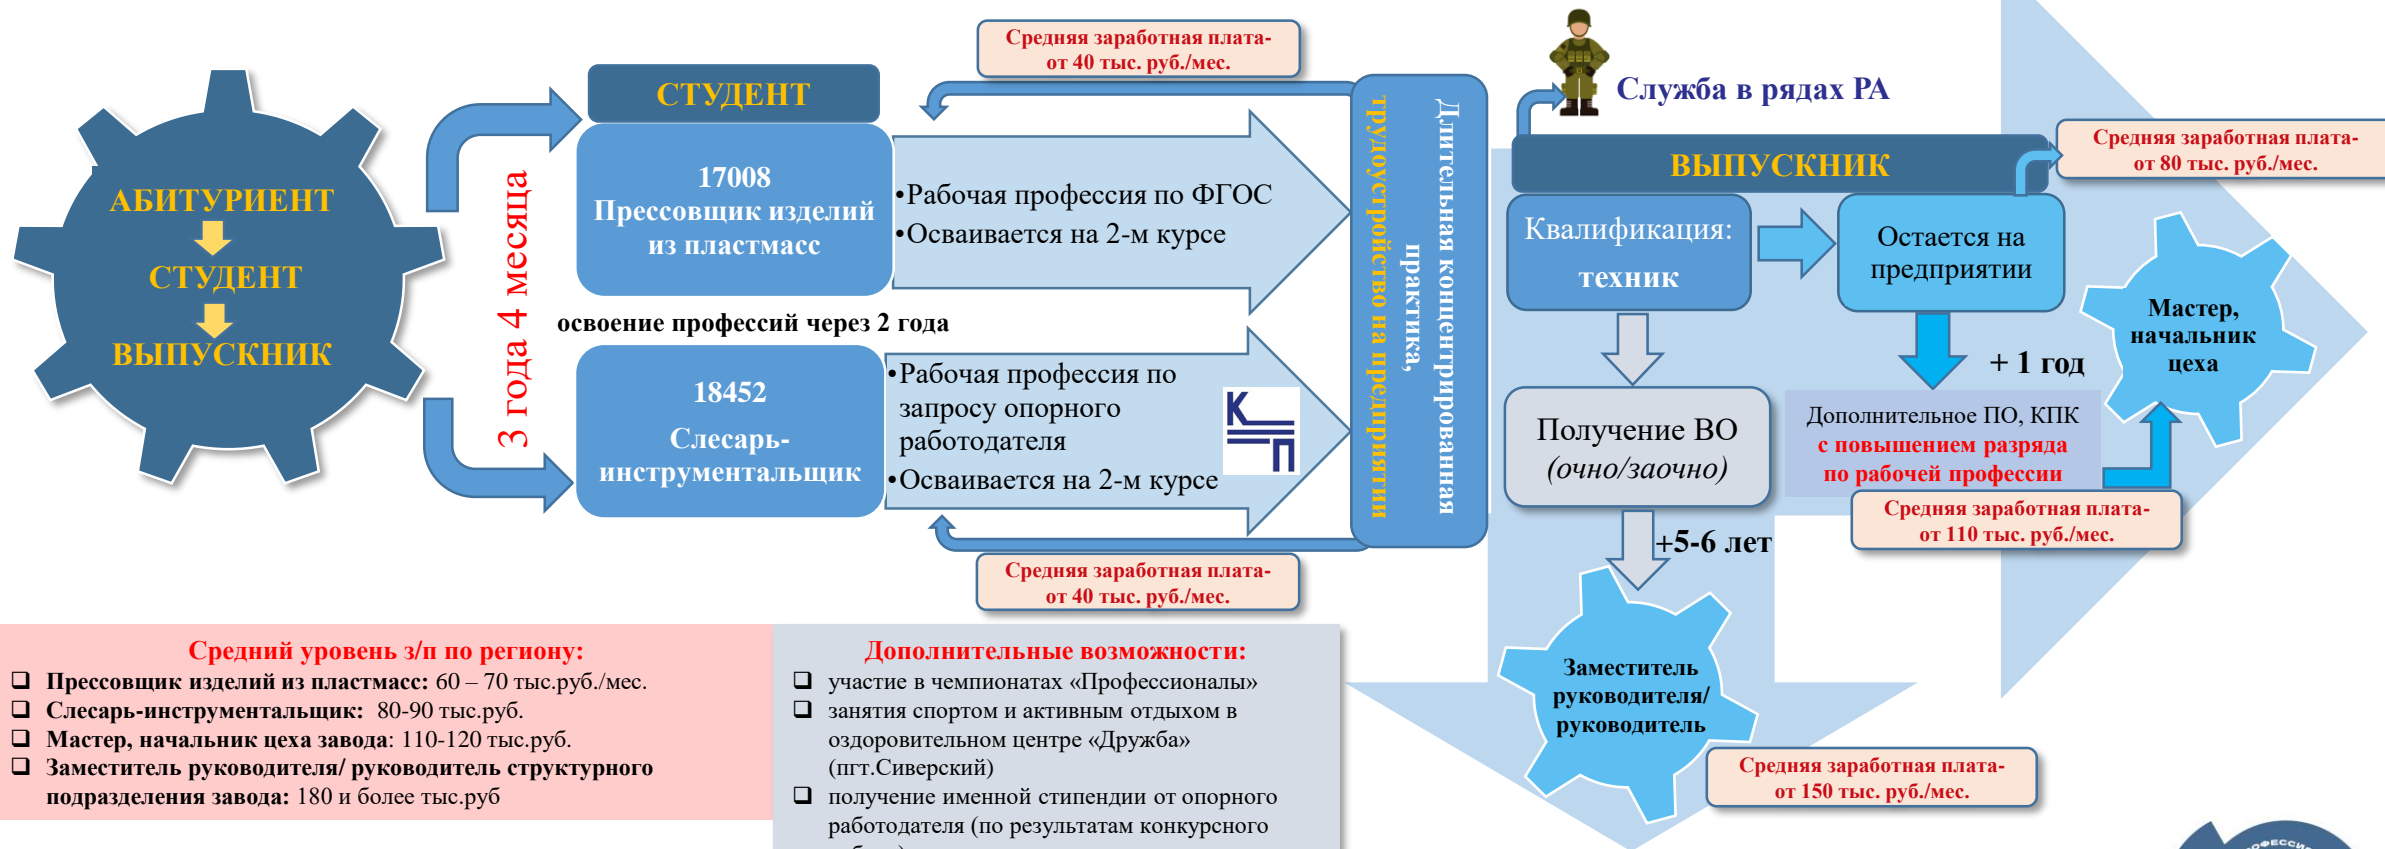 АБИТУРИЕНТ
СТУДЕНТ
ВЫПУСКНИК
3 года 4 месяца
СТУДЕНТ
17008
Прессовщик изделий
из пластмасс
•Рабочая профессия по ФГОС
•Осваивается на 2-м курсе
освоение профессий через 2 года
18452
Слесарь-
инструментальщик
•Рабочая профессия по
запросу опорного
работодателя
•Осваивается на 2-м курсе
К
П
Средняя заработная плата-
от 40 тыс. руб./мес.
Средняя заработная плата-
от 40 тыс. руб./мес.
Длительная концентрированная
практика,
трудоустройство на предприятии
Служба в рядах РА
ВЫПУСКНИК
Средняя заработная плата-
от 80 тыс. руб./мес.
Квалификация:
техник
Остается на
предприятии
+ 1 год
Мастер,
начальник
цеха
Получение ВО
(очно/заочно)
Дополнительное ПО, КПК
с повышением разряда
по рабочей профессии
Средняя заработная плата-
от 110 тыс. руб./мес.
+5-6 лет
Заместитель
руководителя/
руководитель
Средняя заработная плата-
от 150 тыс. руб./мес.
Средний уровень з/п по региону:
❑ Прессовщик изделий из пластмасс: 60 – 70 тыс.руб./мес.
❑ Слесарь-инструментальщик: 80-90 тыс.руб.
❑ Мастер, начальник цеха завода: 110-120 тыс.руб.
❑ Заместитель руководителя/ руководитель структурного
подразделения завода: 180 и более тыс.руб
Дополнительные возможности:
❑ участие в чемпионатах «Профессионалы»
❑ занятия спортом и активным отдыхом в
оздоровительном центре «Дружба»
(пгт.Сиверский)
❑ получение именной стипендии от опорного
работодателя (по результатам конкурсного